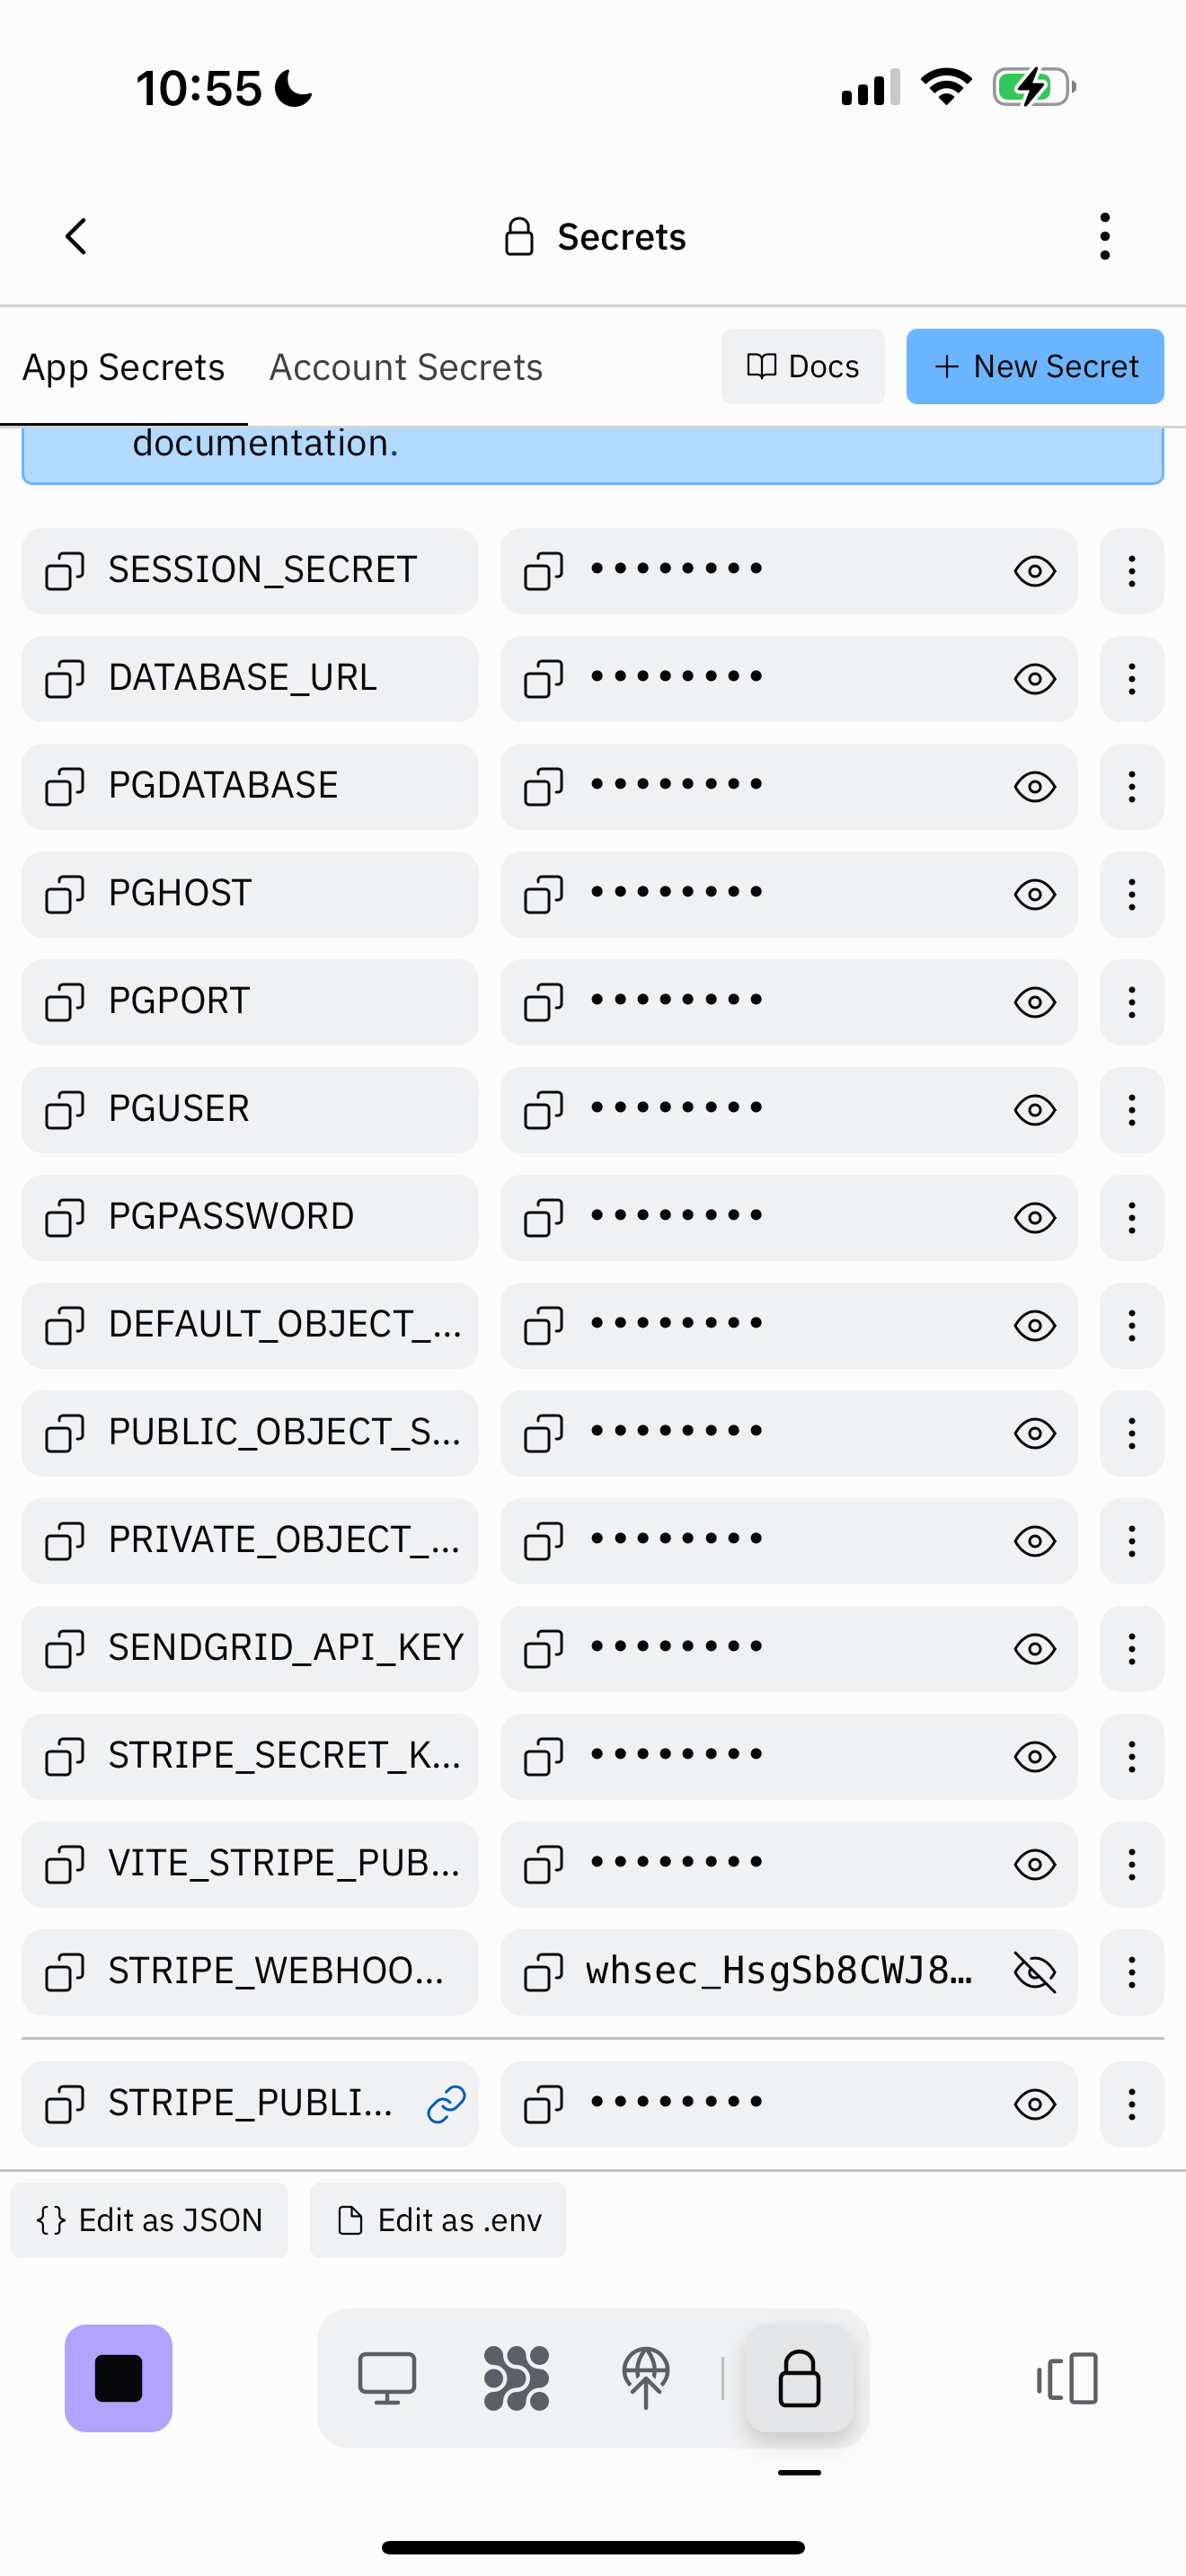 10:55
Secrets
App Secrets Account Secrets Docs + New Secret
documentation.
SESSION_SECRET ••••••••
DATABASE_URL ••••••••
PGDATABASE ••••••••
PGHOST ••••••••
PGPORT ••••••••
PGUSER ••••••••
PGPASSWORD ••••••••
DEFAULT_OBJECT_... ••••••••
PUBLIC_OBJECT_S... ••••••••
PRIVATE_OBJECT_... ••••••••
SENDGRID_API_KEY ••••••••
STRIPE_SECRET_K... ••••••••
VITE_STRIPE_PUB... ••••••••
STRIPE_WEBHOO... whsec_HsgSb8CWJ8...
STRIPE_PUBLI... ••••••••
{} Edit as JSON Edit as .env